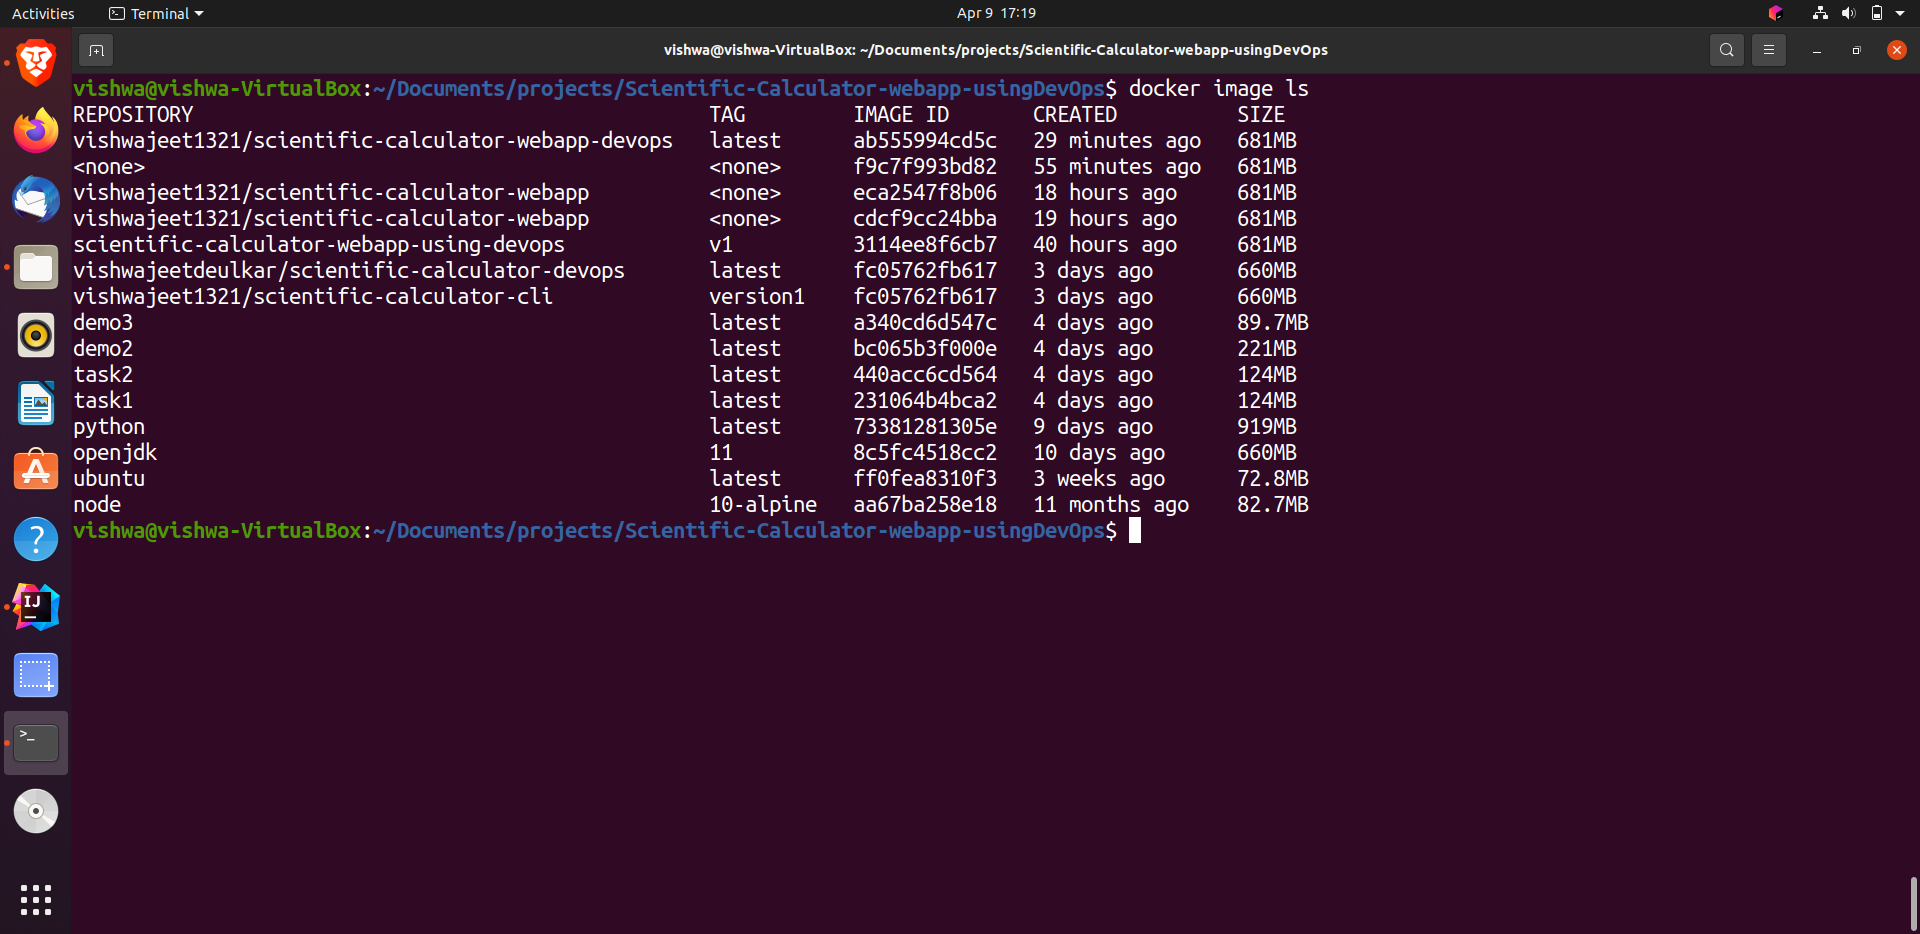 Activities Terminal Apr 9 17:19
vishwa@vishwa-VirtualBox: ~/Documents/projects/Scientific-Calculator-webapp-usingDevOps
vishwa@vishwa-VirtualBox:~/Documents/projects/Scientific-Calculator-webapp-usingDevOps$ docker image ls
REPOSITORY TAG IMAGE ID CREATED SIZE
vishwajeet1321/scientific-calculator-webapp-devops latest ab555994cd5c 29 minutes ago 681MB
<none> <none> f9c7f993bd82 55 minutes ago 681MB
vishwajeet1321/scientific-calculator-webapp <none> eca2547f8b06 18 hours ago 681MB
vishwajeet1321/scientific-calculator-webapp <none> cdcf9cc24bba 19 hours ago 681MB
scientific-calculator-webapp-using-devops v1 3114ee8f6cb7 40 hours ago 681MB
vishwajeetdeulkar/scientific-calculator-devops latest fc05762fb617 3 days ago 660MB
vishwajeet1321/scientific-calculator-cli version1 fc05762fb617 3 days ago 660MB
demo3 latest a340cd6d547c 4 days ago 89.7MB
demo2 latest bc065b3f000e 4 days ago 221MB
task2 latest 440acc6cd564 4 days ago 124MB
task1 latest 231064b4bca2 4 days ago 124MB
python latest 73381281305e 9 days ago 919MB
openjdk 11 8c5fc4518cc2 10 days ago 660MB
ubuntu latest ff0fea8310f3 3 weeks ago 72.8MB
node 10-alpine aa67ba258e18 11 months ago 82.7MB
vishwa@vishwa-VirtualBox:~/Documents/projects/Scientific-Calculator-webapp-usingDevOps$
IJ